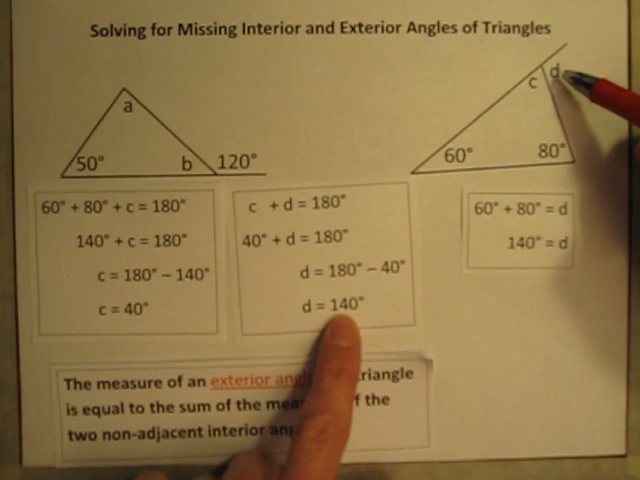 Solving for Missing Interior and Exterior Angles of Triangles
a
50°
b
120°
c
d
60°
80°
60° + 80° + c = 180°
140° + c = 180°
c = 180° – 140°
c = 40°
c + d = 180°
40° + d = 180°
d = 180° – 40°
d = 140°
60° + 80° = d
140° = d
The measure of an exterior triangle
is equal to the sum of the the
two non-adjacent interior